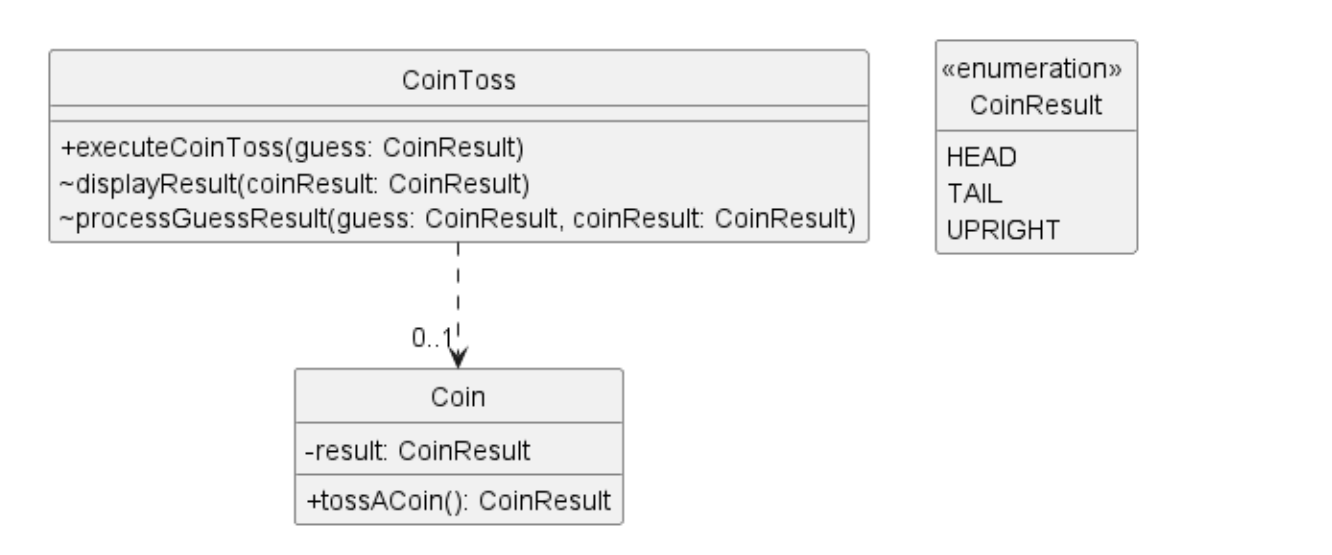 CoinToss
+executeCoinToss(guess: CoinResult)
~displayResult(coinResult: CoinResult)
~processGuessResult(guess: CoinResult, coinResult: CoinResult)
«enumeration»
CoinResult
HEAD
TAIL
UPRIGHT
0..1
Coin
-result: CoinResult
+tossACoin(): CoinResult